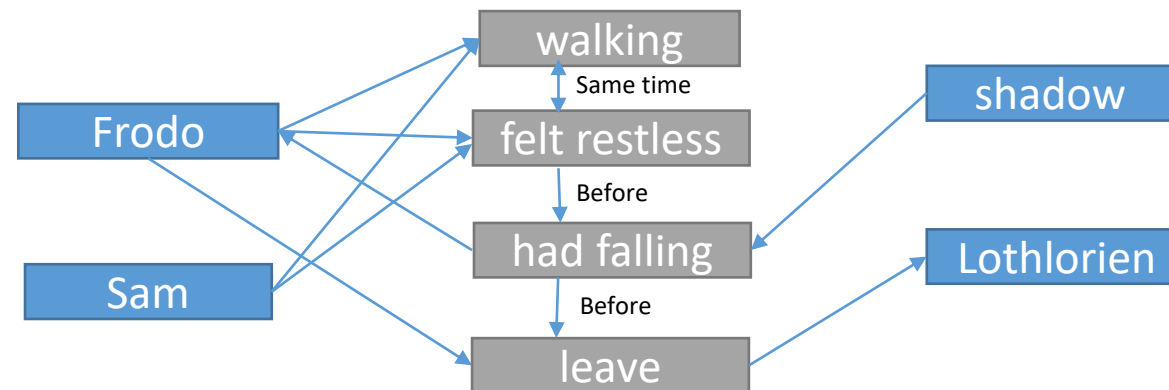 walking
Same time
shadow
Frodo
felt restless
Before
had falling
Lothlorien
Sam
Before
leave